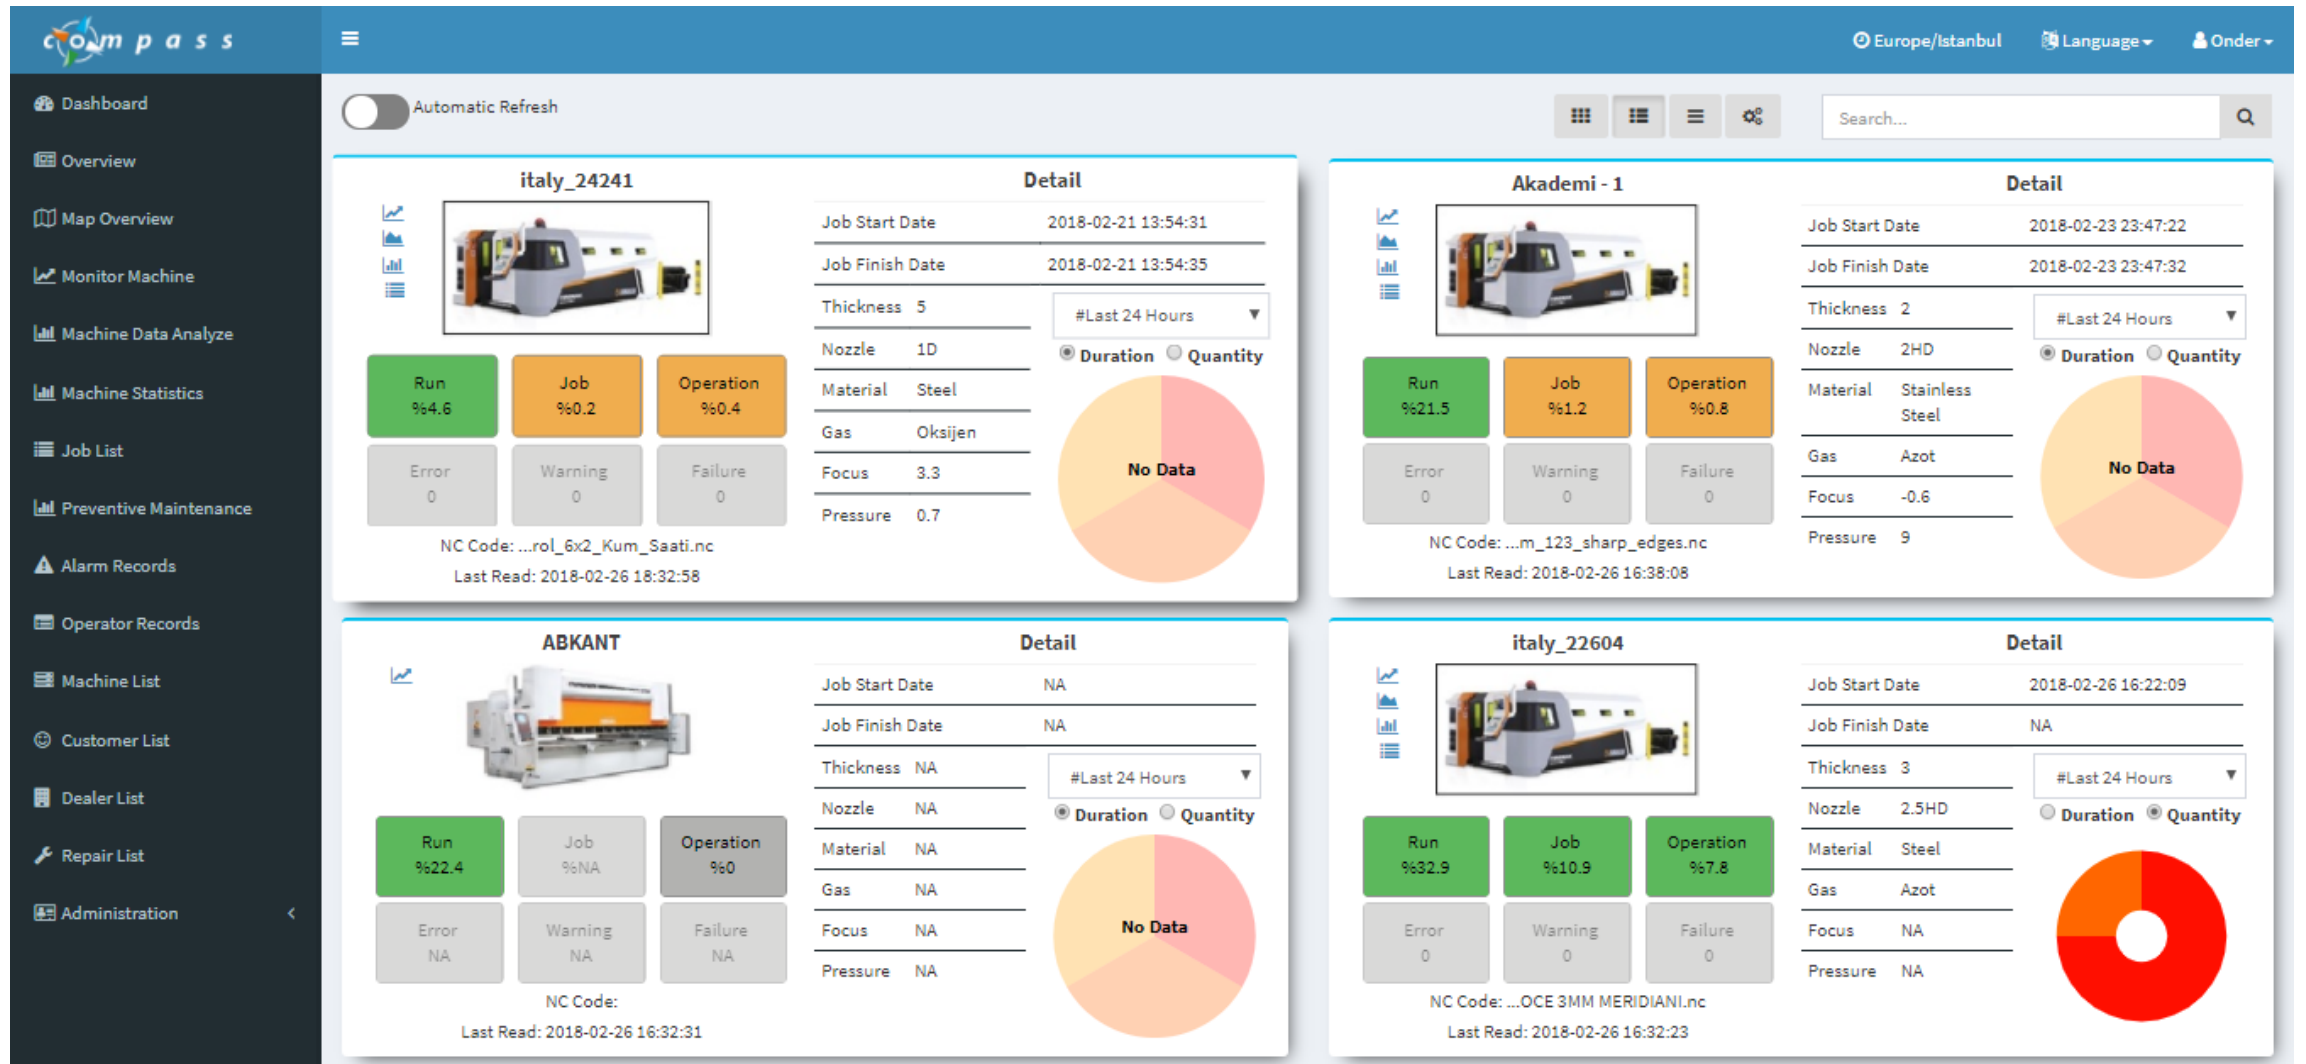 compass
Europe/Istanbul
Language
Onder
Dashboard
Overview
Map Overview
Monitor Machine
Machine Data Analyze
Machine Statistics
Job List
Preventive Maintenance
Alarm Records
Operator Records
Machine List
Customer List
Dealer List
Repair List
Administration
Automatic Refresh
Search...
italy_24241
Run
%4.6
Job
%0.2
Operation
%0.4
Error
0
Warning
0
Failure
0
NC Code: ...rol_6x2_Kum_Saati.nc
Last Read: 2018-02-26 18:32:58
Detail
Job Start Date 2018-02-21 13:54:31
Job Finish Date 2018-02-21 13:54:35
Thickness 5
Nozzle 1D
Material Steel
Gas Oksijen
Focus 3.3
Pressure 0.7
#Last 24 Hours
Duration Quantity
No Data
Akademi - 1
Run
%21.5
Job
%1.2
Operation
%0.8
Error
0
Warning
0
Failure
0
NC Code: ...m_123_sharp_edges.nc
Last Read: 2018-02-26 16:38:08
Detail
Job Start Date 2018-02-23 23:47:22
Job Finish Date 2018-02-23 23:47:32
Thickness 2
Nozzle 2HD
Material Stainless
Steel
Gas Azot
Focus -0.6
Pressure 9
#Last 24 Hours
Duration Quantity
No Data
ABKANT
Run
%22.4
Job
%NA
Operation
%0
Error
NA
Warning
NA
Failure
NA
NC Code:
Last Read: 2018-02-26 16:32:31
Detail
Job Start Date NA
Job Finish Date NA
Thickness NA
Nozzle NA
Material NA
Gas NA
Focus NA
Pressure NA
#Last 24 Hours
Duration Quantity
No Data
italy_22604
Run
%32.9
Job
%10.9
Operation
%7.8
Error
0
Warning
0
Failure
0
NC Code: ...OCE 3MM MERIDIANI.nc
Last Read: 2018-02-26 16:32:23
Detail
Job Start Date 2018-02-26 16:22:09
Job Finish Date NA
Thickness 3
Nozzle 2.5HD
Material Steel
Gas Azot
Focus NA
Pressure NA
#Last 24 Hours
Duration Quantity